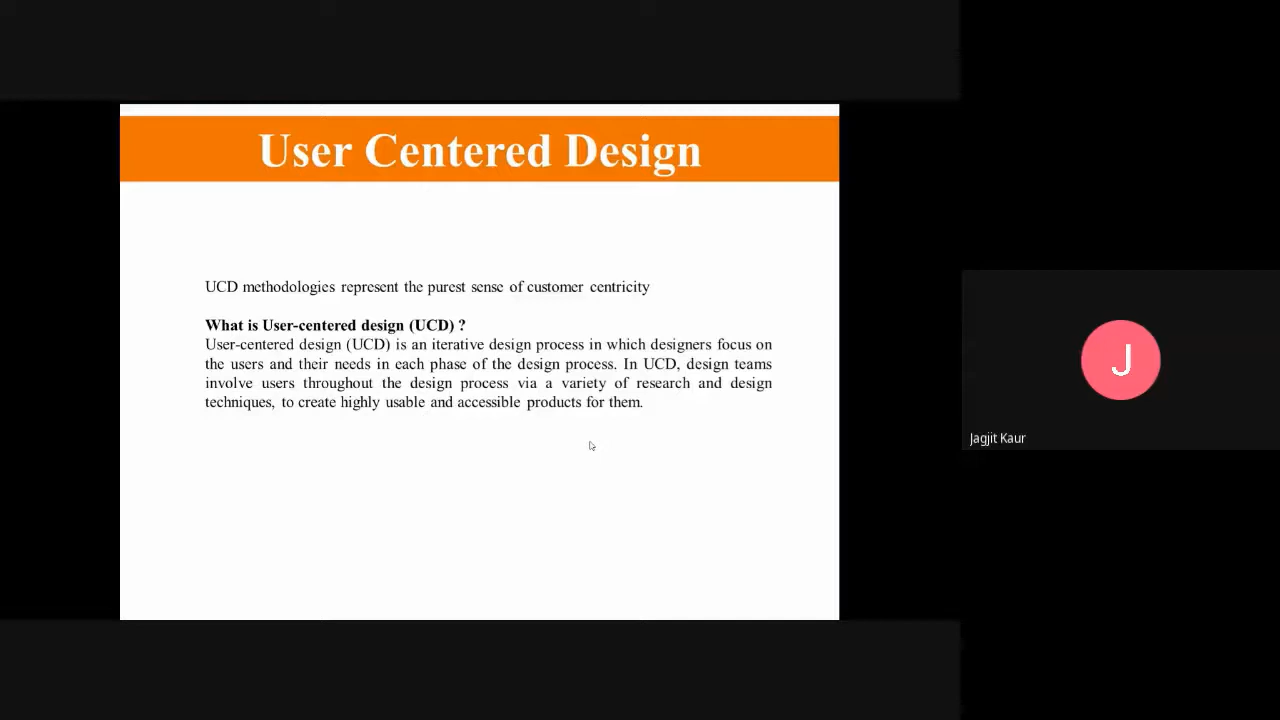 User Centered Design
UCD methodologies represent the purest sense of customer centricity
What is User-centered design (UCD) ?
User-centered design (UCD) is an iterative design process in which designers focus on
the users and their needs in each phase of the design process. In UCD, design teams
involve users throughout the design process via a variety of research and design
techniques, to create highly usable and accessible products for them.
J
Jagjit Kaur